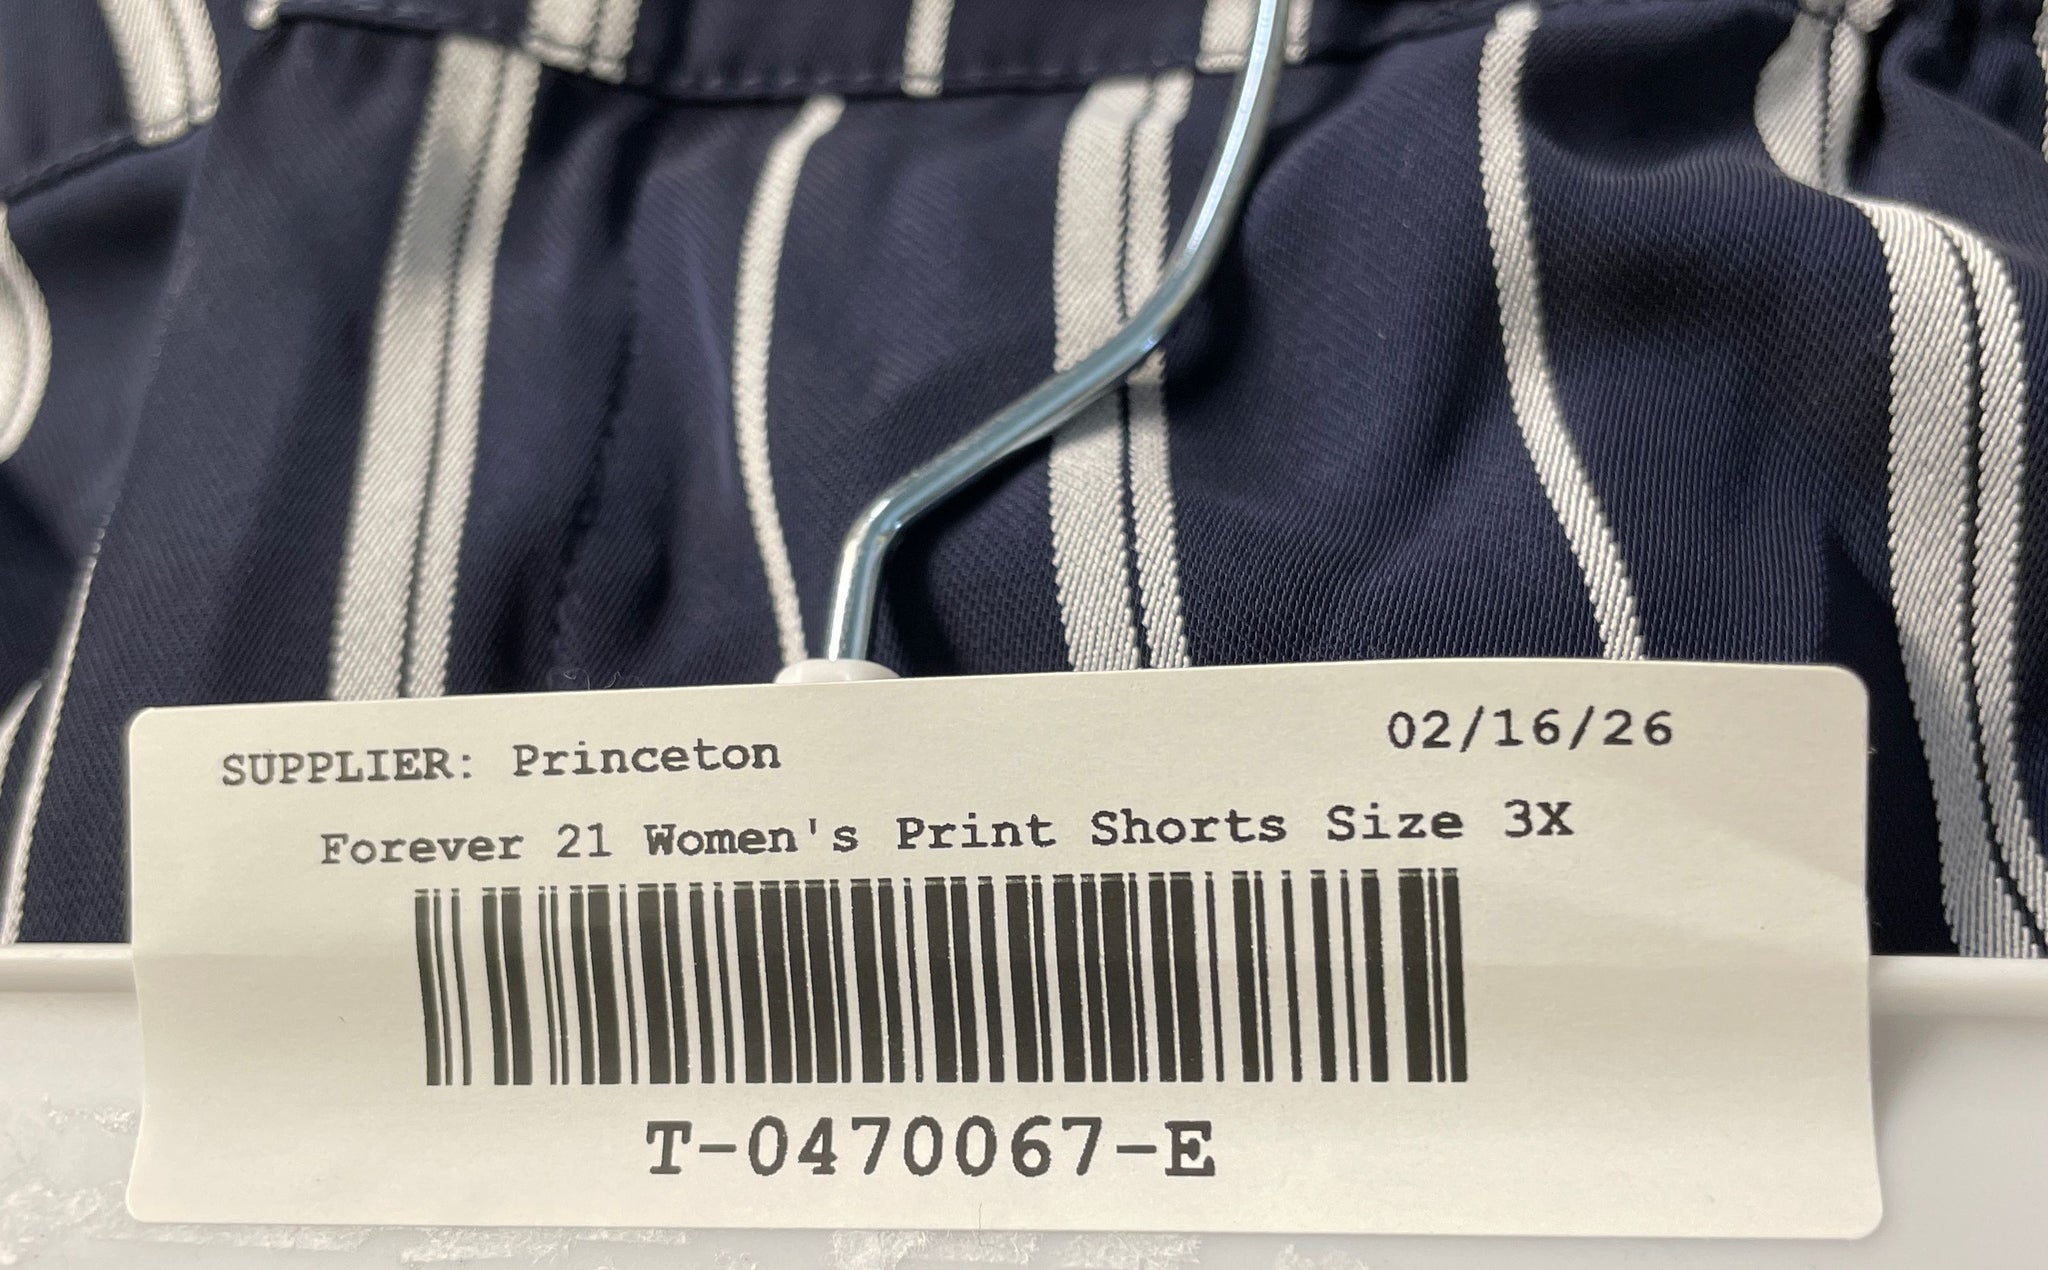 SUPPLIER: Princeton 02/16/26
Forever 21 Women's Print Shorts Size 3X
T-0470067-E